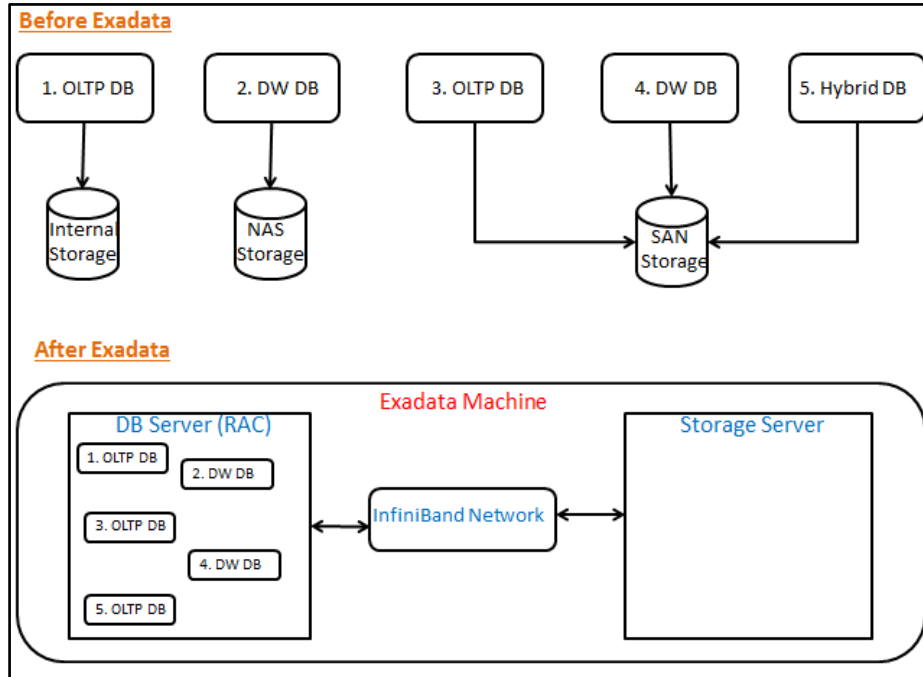 Before Exadata
1. OLTP DB
2. DW DB
3. OLTP DB
4. DW DB
5. Hybrid DB
Internal
Storage
NAS
Storage
SAN
Storage
After Exadata
Exadata Machine
DB Server (RAC)
1. OLTP DB
2. DW DB
3. OLTP DB
4. DW DB
5. OLTP DB
InfiniBand Network
Storage Server